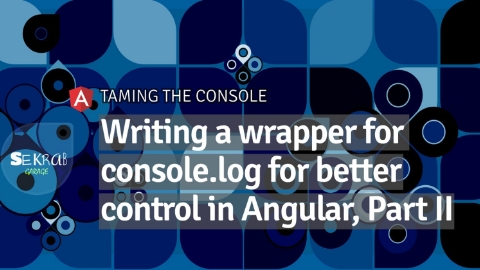 TAMING THE CONSOLE
Writing a wrapper for
console.log for better
control in Angular, Part II
SEKRAB
GARAGE
A